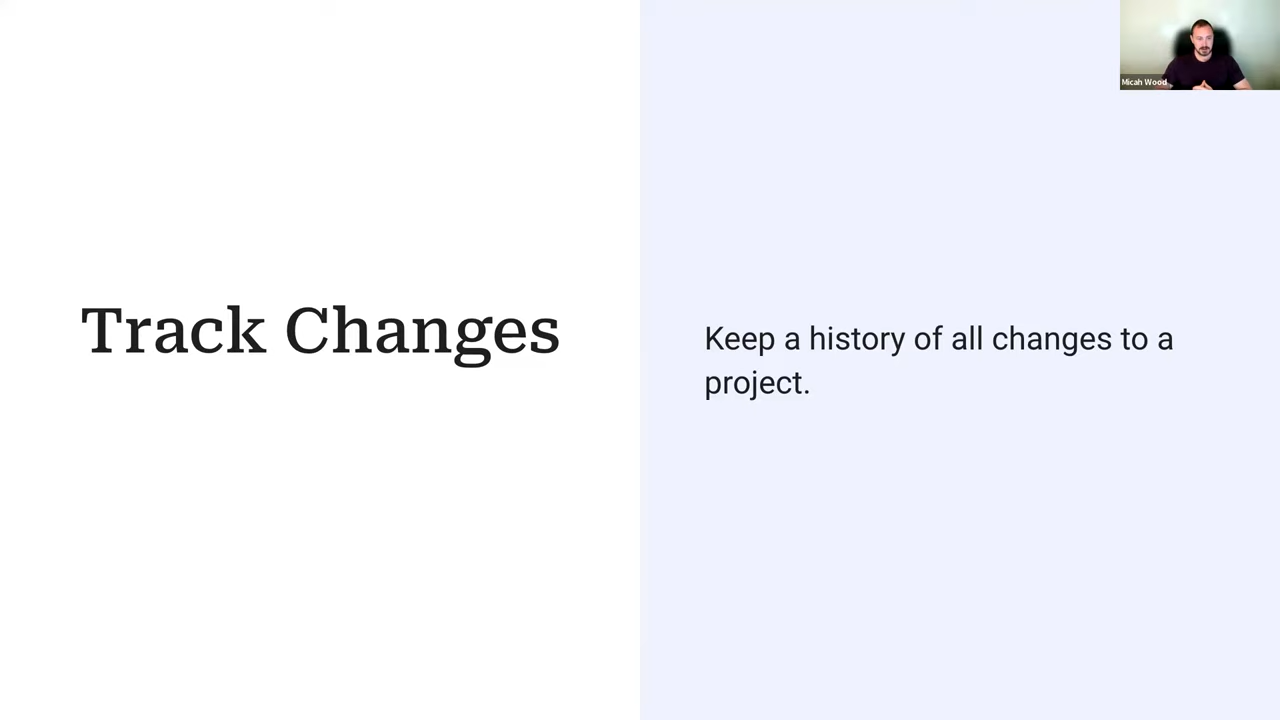 Micah Wood
Track Changes
Keep a history of all changes to a
project.